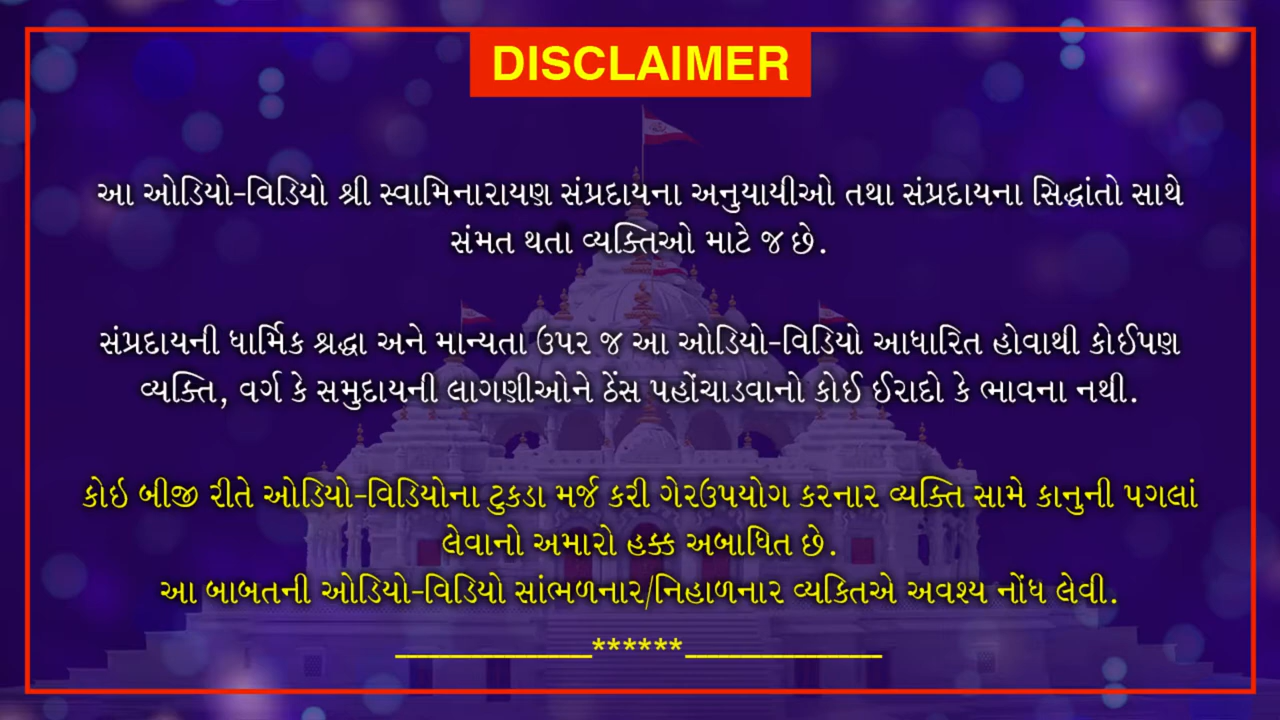 DISCLAIMER
આ ઓડિયો-વિડિયો શ્રી સ્વામિનારાયણ સંપ્રદાયના અનુયાયીઓ તથા સંપ્રદાયના સિદ્ધાંતો સાથે
સંમત થતા વ્યક્તિઓ માટે જ છે.
સંપ્રદાયની ધાર્મિક શ્રદ્ધા અને માન્યતા ઉપર જ આ ઓડિયો-વિડિયો આધારિત હોવાથી કોઈપણ
વ્યક્તિ, વર્ગ કે સમુદાયની લાગણીઓને ઠેંસ પહોંચાડવાનો કોઈ ઈરાદો કે ભાવના નથી.
કોઇ બીજી રીતે ઓડિયો-વિડિયોના ટુકડા મર્જ કરી ગેરઉપયોગ કરનાર વ્યક્તિ સામે કાનુની પગલાં
લેવાનો અમારો હક્ક અબાધિત છે.
આ બાબતની ઓડિયો-વિડિયો સાંભળનાર/નિહાળનાર વ્યકિતએ અવશ્ય નોંધ લેવી.
______________******______________